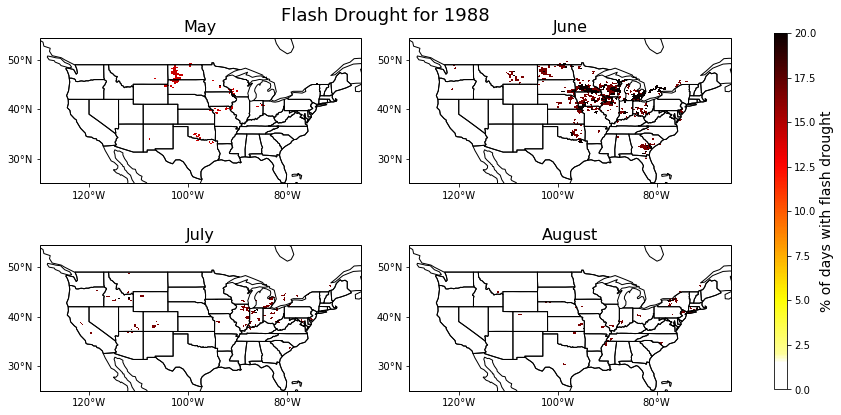 Flash Drought for 1988
May
50°N
40°N
30°N
120°W 100°W 80°W
June
50°N
40°N
30°N
120°W 100°W 80°W
July
50°N
40°N
30°N
120°W 100°W 80°W
August
50°N
40°N
30°N
120°W 100°W 80°W
20.0
17.5
15.0
12.5
10.0
7.5
5.0
2.5
0.0
% of days with flash drought